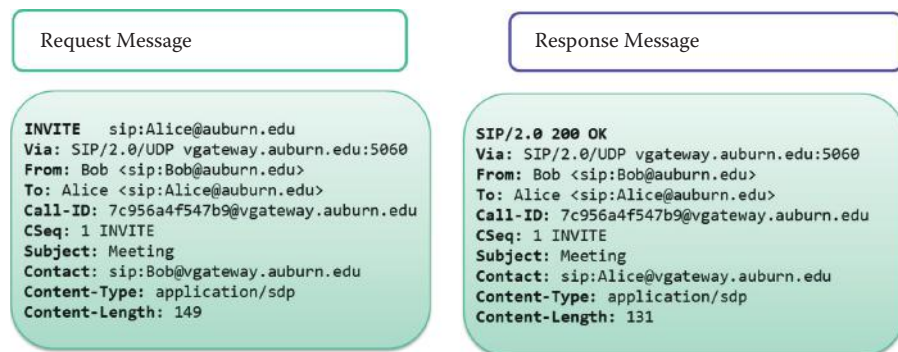 Request Message
INVITE sip:Alice@auburn.edu
Via: SIP/2.0/UDP vgateway.auburn.edu:5060
From: Bob <sip:Bob@auburn.edu>
To: Alice <sip:Alice@auburn.edu>
Call-ID: 7c956a4f547b9@vgateway.auburn.edu
CSeq: 1 INVITE
Subject: Meeting
Contact: sip:Bob@vgateway.auburn.edu
Content-Type: application/sdp
Content-Length: 149
Response Message
SIP/2.0 200 OK
Via: SIP/2.0/UDP vgateway.auburn.edu:5060
From: Bob <sip:Bob@auburn.edu>
To: Alice <sip:Alice@auburn.edu>
Call-ID: 7c956a4f547b9@vgateway.auburn.edu
CSeq: 1 INVITE
Subject: Meeting
Contact: sip:Alice@vgateway.auburn.edu
Content-Type: application/sdp
Content-Length: 131